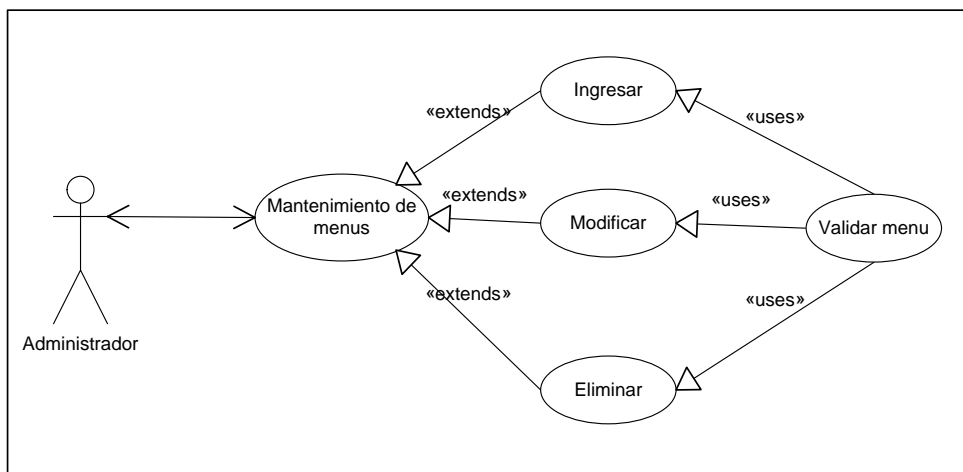 Ingresar
«extends»
«uses»
Mantenimiento de
menus
«extends»
Modificar
«uses»
Validar menu
«extends»
«uses»
Administrador
Eliminar